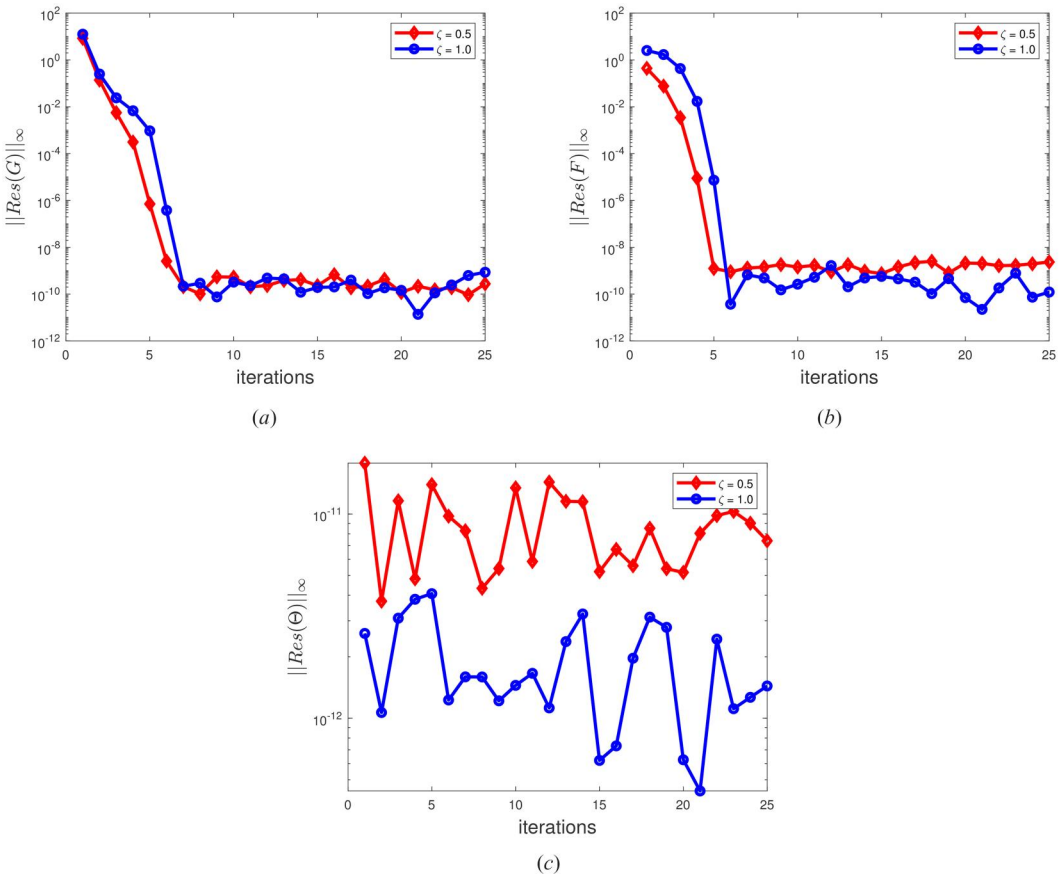 10^2
10^0
10^-2
10^-4
10^-6
10^-8
10^-10
10^-12
||Res(G)||∞
ζ = 0.5
ζ = 1.0
0 5 10 15 20 25
iterations
(a)
10^2
10^0
10^-2
10^-4
10^-6
10^-8
10^-10
10^-12
||Res(F)||∞
ζ = 0.5
ζ = 1.0
0 5 10 15 20 25
iterations
(b)
10^-11
10^-12
||Res(Θ)||∞
ζ = 0.5
ζ = 1.0
0 5 10 15 20 25
iterations
(c)